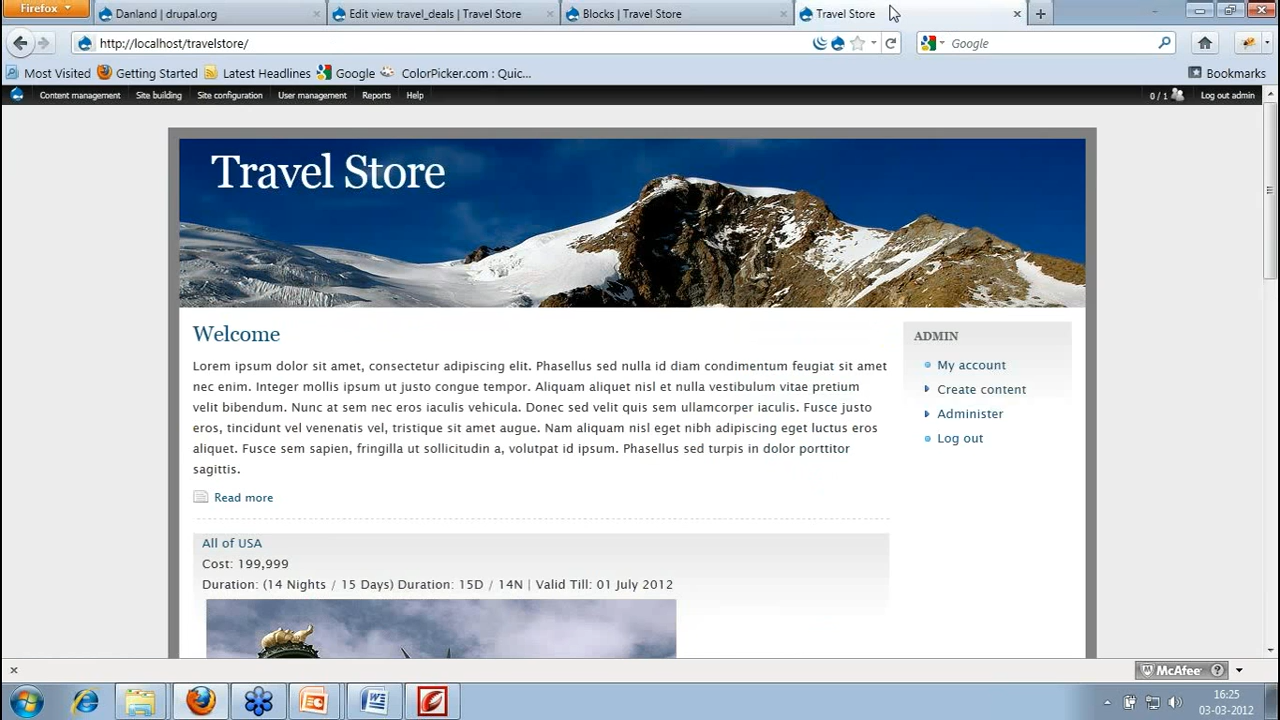 Firefox
Danland | drupal.org
Edit view travel_deals | Travel Store
Blocks | Travel Store
Travel Store
http://localhost/travelstore/
Google
Most Visited
Getting Started
Latest Headlines
Google
ColorPicker.com : Quic...
Bookmarks
Content management
Site building
Site configuration
User management
Reports
Help
0 / 1
Log out admin
Travel Store
Welcome
Lorem ipsum dolor sit amet, consectetur adipiscing elit. Phasellus sed nulla id diam condimentum feugiat sit amet
nec enim. Integer mollis ipsum ut justo congue tempor. Aliquam aliquet nisl et nulla vestibulum vitae pretium
velit bibendum. Nunc at sem nec eros iaculis vehicula. Donec sed velit quis sem ullamcorper iaculis. Fusce justo
eros, tincidunt vel venenatis vel, tristique sit amet augue. Nam aliquam nisl eget nibh adipiscing eget luctus eros
aliquet. Fusce sem sapien, fringilla ut sollicitudin a, volutpat id ipsum. Phasellus sed turpis in dolor porttitor
sagittis.
Read more
All of USA
Cost: 199,999
Duration: (14 Nights / 15 Days) Duration: 15D / 14N | Valid Till: 01 July 2012
ADMIN
My account
Create content
Administer
Log out
McAfee
16:25
03-03-2012